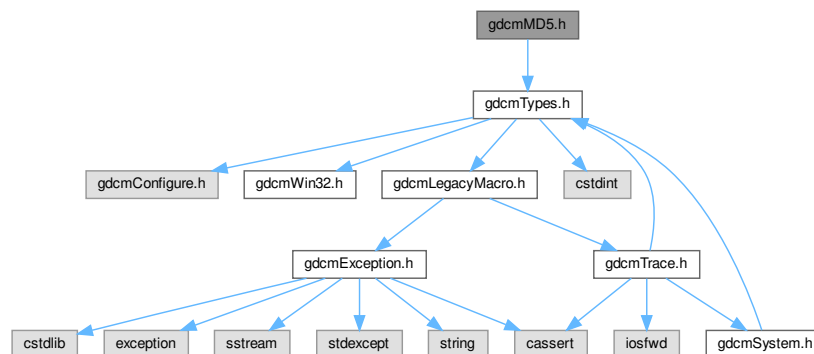 gdcmMD5.h
gdcmTypes.h
gdcmConfigure.h
gdcmWin32.h
gdcmLegacyMacro.h
cstdint
gdcmException.h
gdcmTrace.h
cstdlib
exception
sstream
stdexcept
string
cassert
iosfwd
gdcmSystem.h